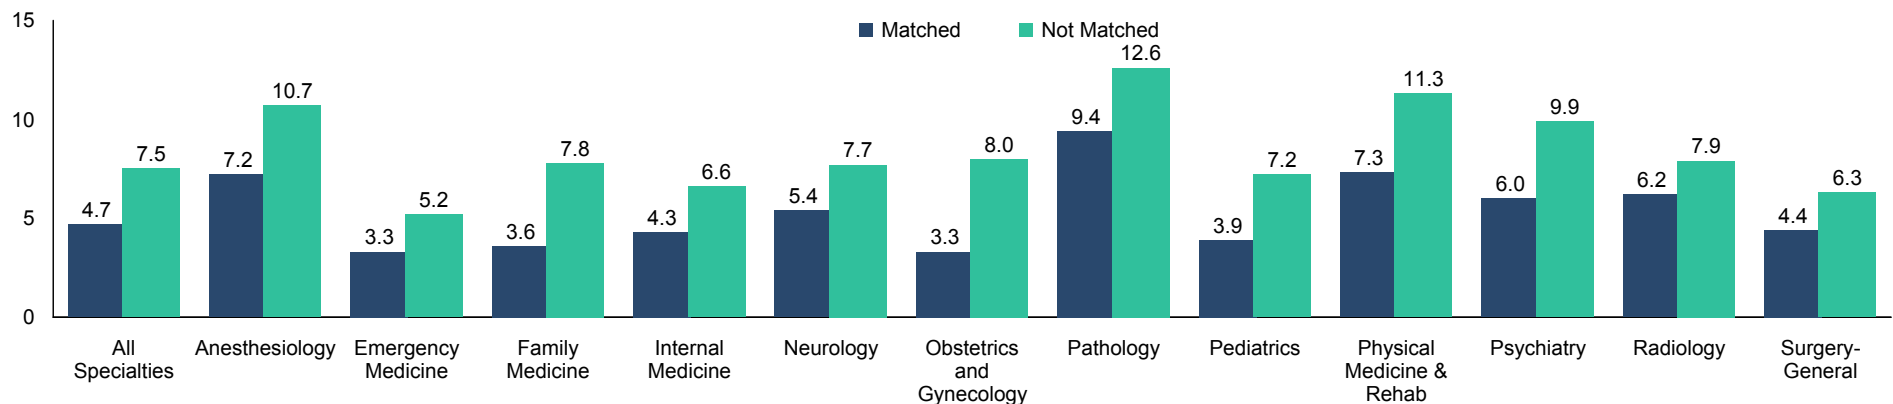 15
Matched
Not Matched
12.6
11.3
10.7
10
9.9
9.4
8.0
7.8
7.9
7.7
7.5
7.2
7.2
7.3
6.6
6.0
6.2
6.3
5.4
5
4.7
5.2
4.3
4.4
3.9
3.6
3.3
3.3
0
All
Specialties
Anesthesiology
Emergency
Medicine
Family
Medicine
Internal
Medicine
Neurology
Obstetrics
and
Gynecology
Pathology
Pediatrics
Physical
Medicine &
Rehab
Psychiatry
Radiology
Surgery-
General